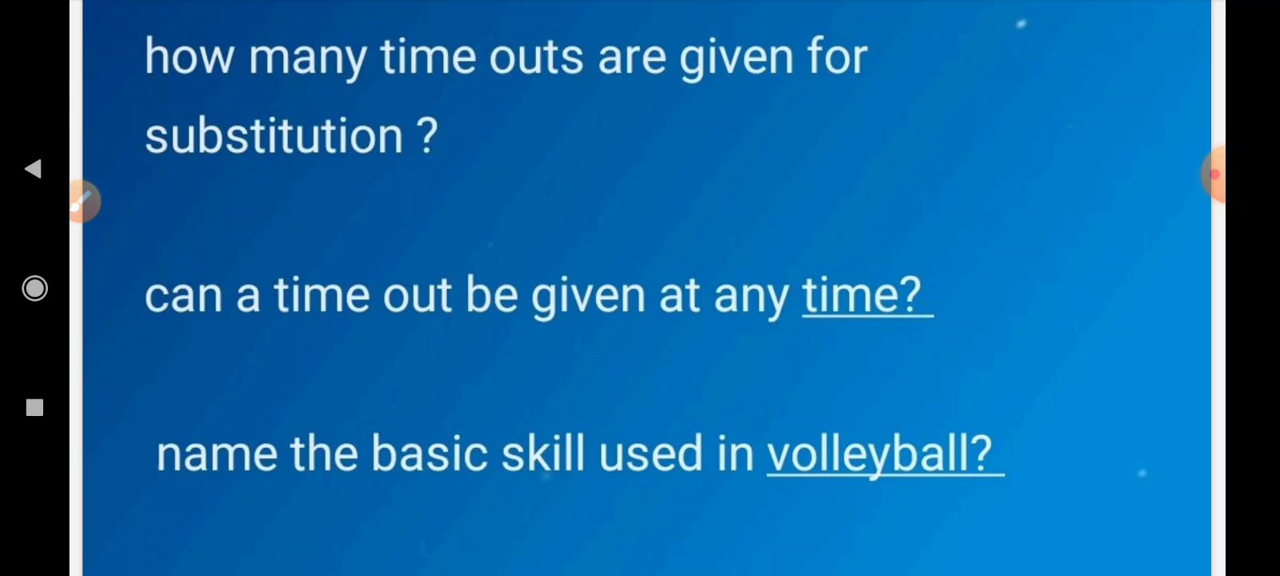 how many time outs are given for
substitution ?
can a time out be given at any time?
name the basic skill used in volleyball?